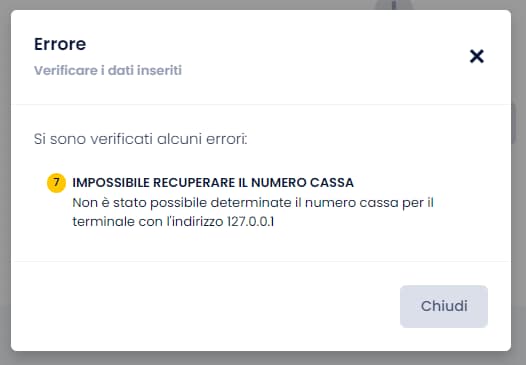 Errore
Verificare i dati inseriti
Si sono verificati alcuni errori:
7 IMPOSSIBILE RECUPERARE IL NUMERO CASSA
Non è stato possibile determinate il numero cassa per il
terminale con l'indirizzo 127.0.0.1
Chiudi